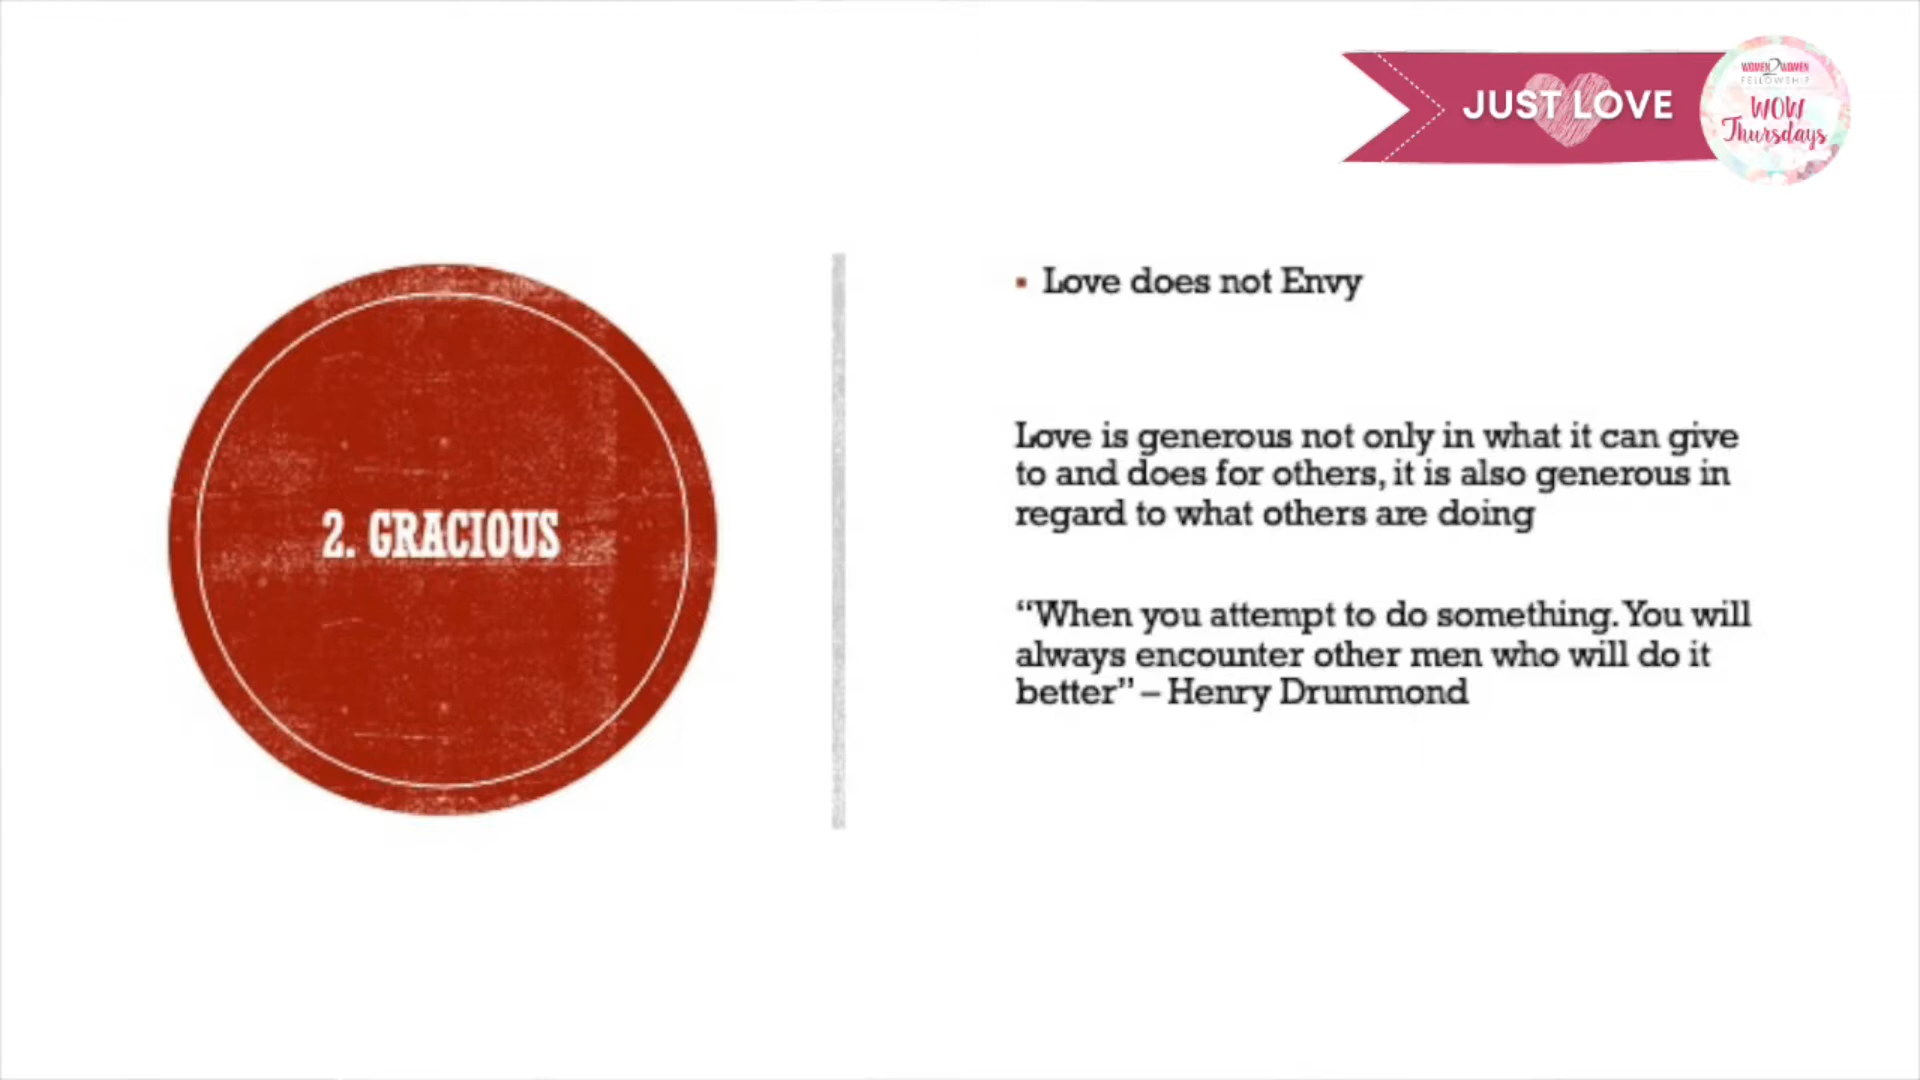 JUST LOVE
WOMEN2WOMEN
FELLOWSHIP
WOW
Thursdays
2. GRACIOUS
▪ Love does not Envy
Love is generous not only in what it can give
to and does for others, it is also generous in
regard to what others are doing
“When you attempt to do something. You will
always encounter other men who will do it
better” – Henry Drummond